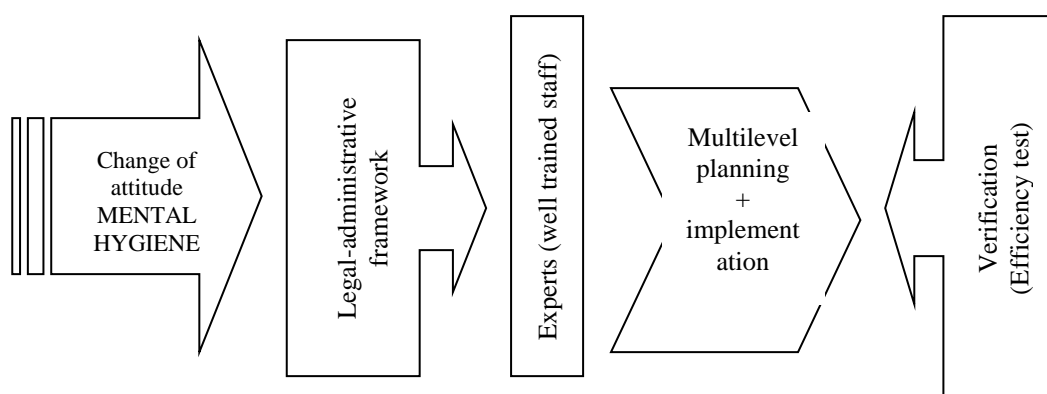 Change of
attitude
MENTAL
HYGIENE
Legal-administrative
framework
Experts (well trained staff)
Multilevel
planning
+
implement
ation
Verification
(Efficiency test)